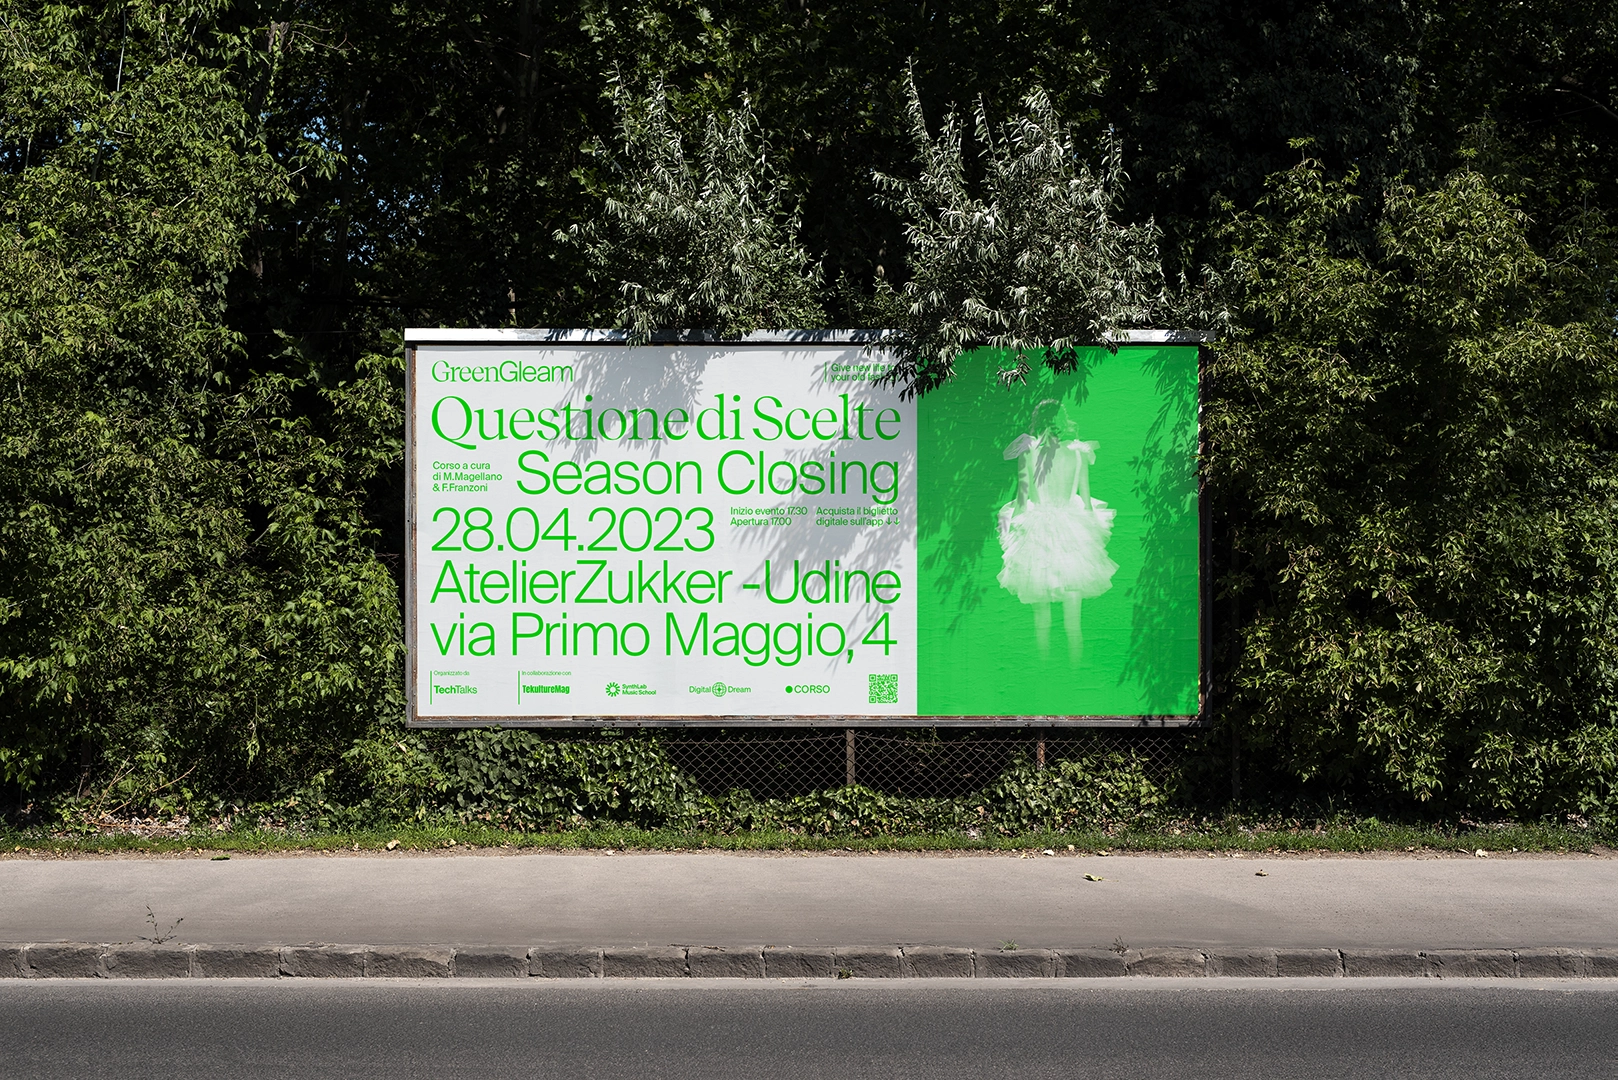 GreenGleam
Give new life to
your old
Questione di Scelte
Corso a cura
di M.Magellano
& F.Franzoni
Season Closing
28.04.2023
Inizio evento 17.30
Apertura 17.00
Acquista il biglietto
digitale sull'app ↓↓
AtelierZukker - Udine
via Primo Maggio, 4
Organizzato da
TechTalks
In collaborazione con
TekultureMag
SynthLab
Music School
Digital Dream
CORSO